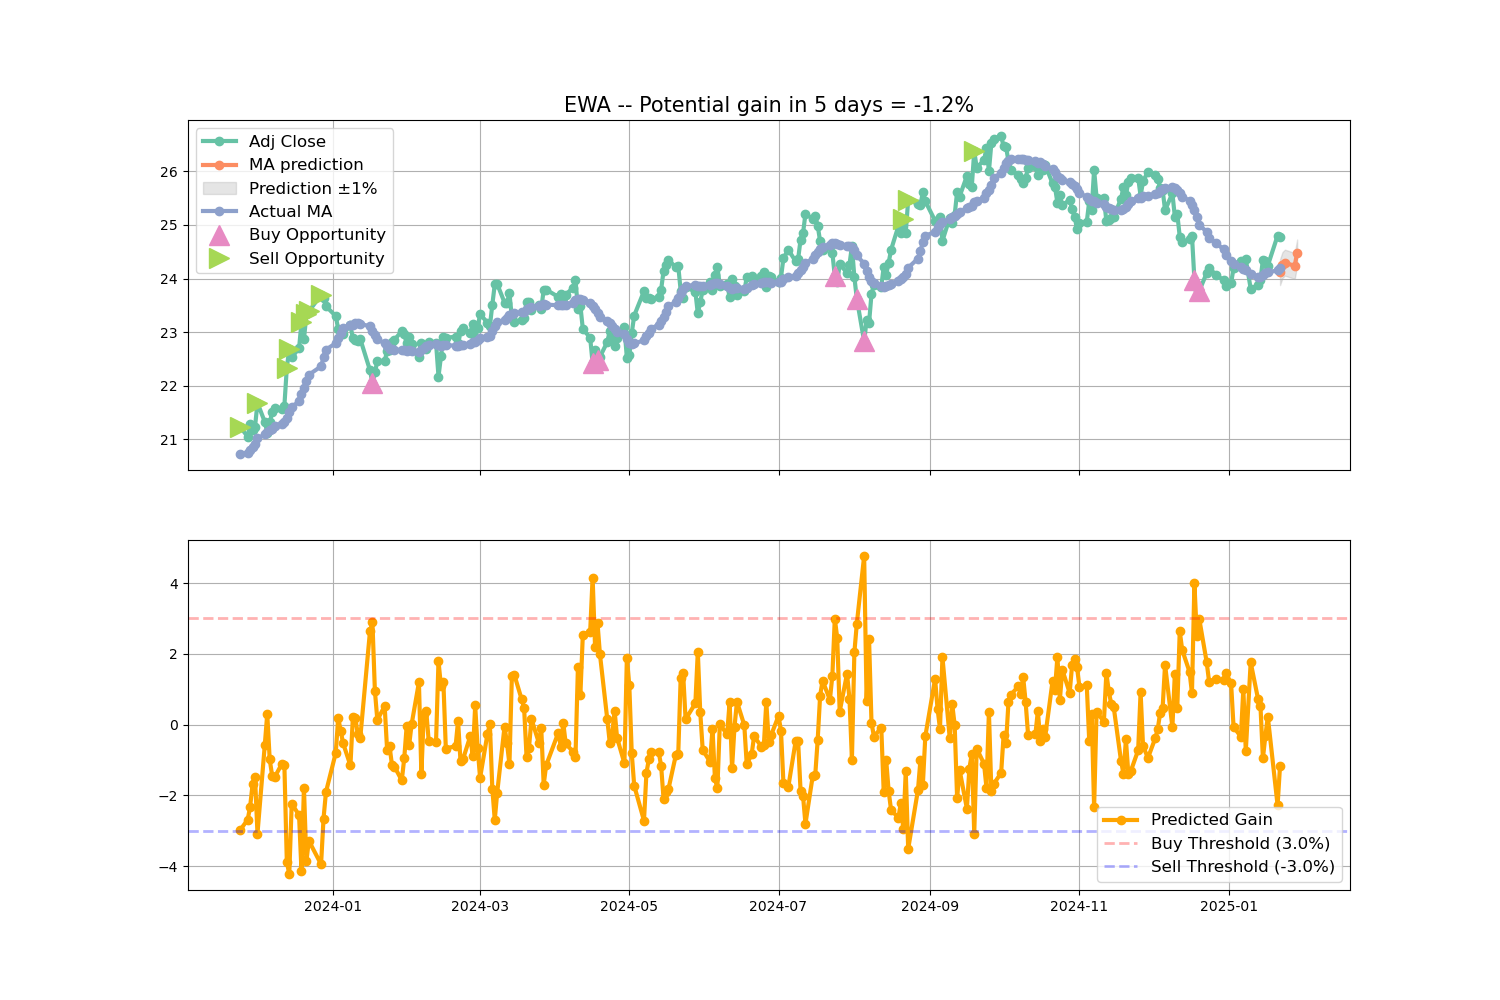 EWA -- Potential gain in 5 days = -1.2%
Adj Close
MA prediction
Prediction ±1%
Actual MA
Buy Opportunity
Sell Opportunity
26
25
24
23
22
21
4
2
0
−2
−4
Predicted Gain
Buy Threshold (3.0%)
Sell Threshold (-3.0%)
2024-01
2024-03
2024-05
2024-07
2024-09
2024-11
2025-01